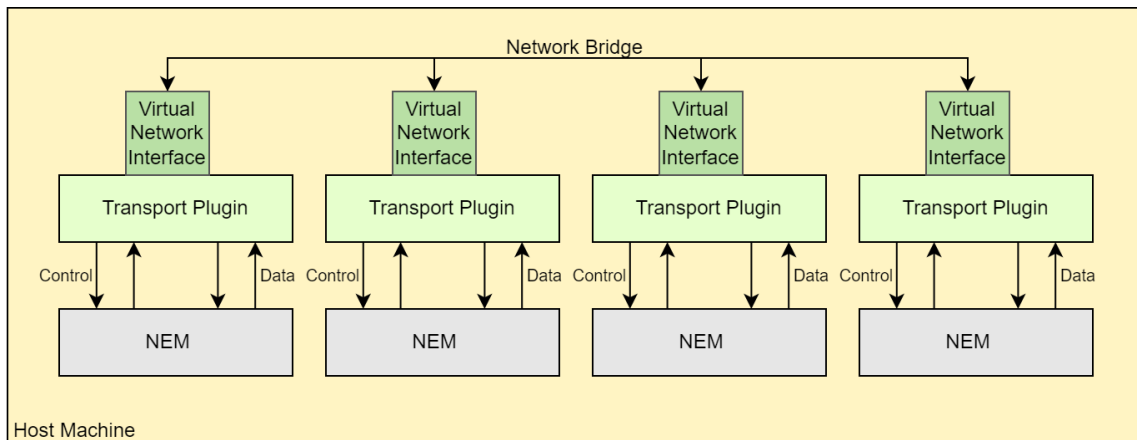 Network Bridge
Virtual
Network
Interface
Virtual
Network
Interface
Virtual
Network
Interface
Virtual
Network
Interface
Transport Plugin
Transport Plugin
Transport Plugin
Transport Plugin
Control
Data
Control
Data
Control
Data
Control
Data
NEM
NEM
NEM
NEM
Host Machine